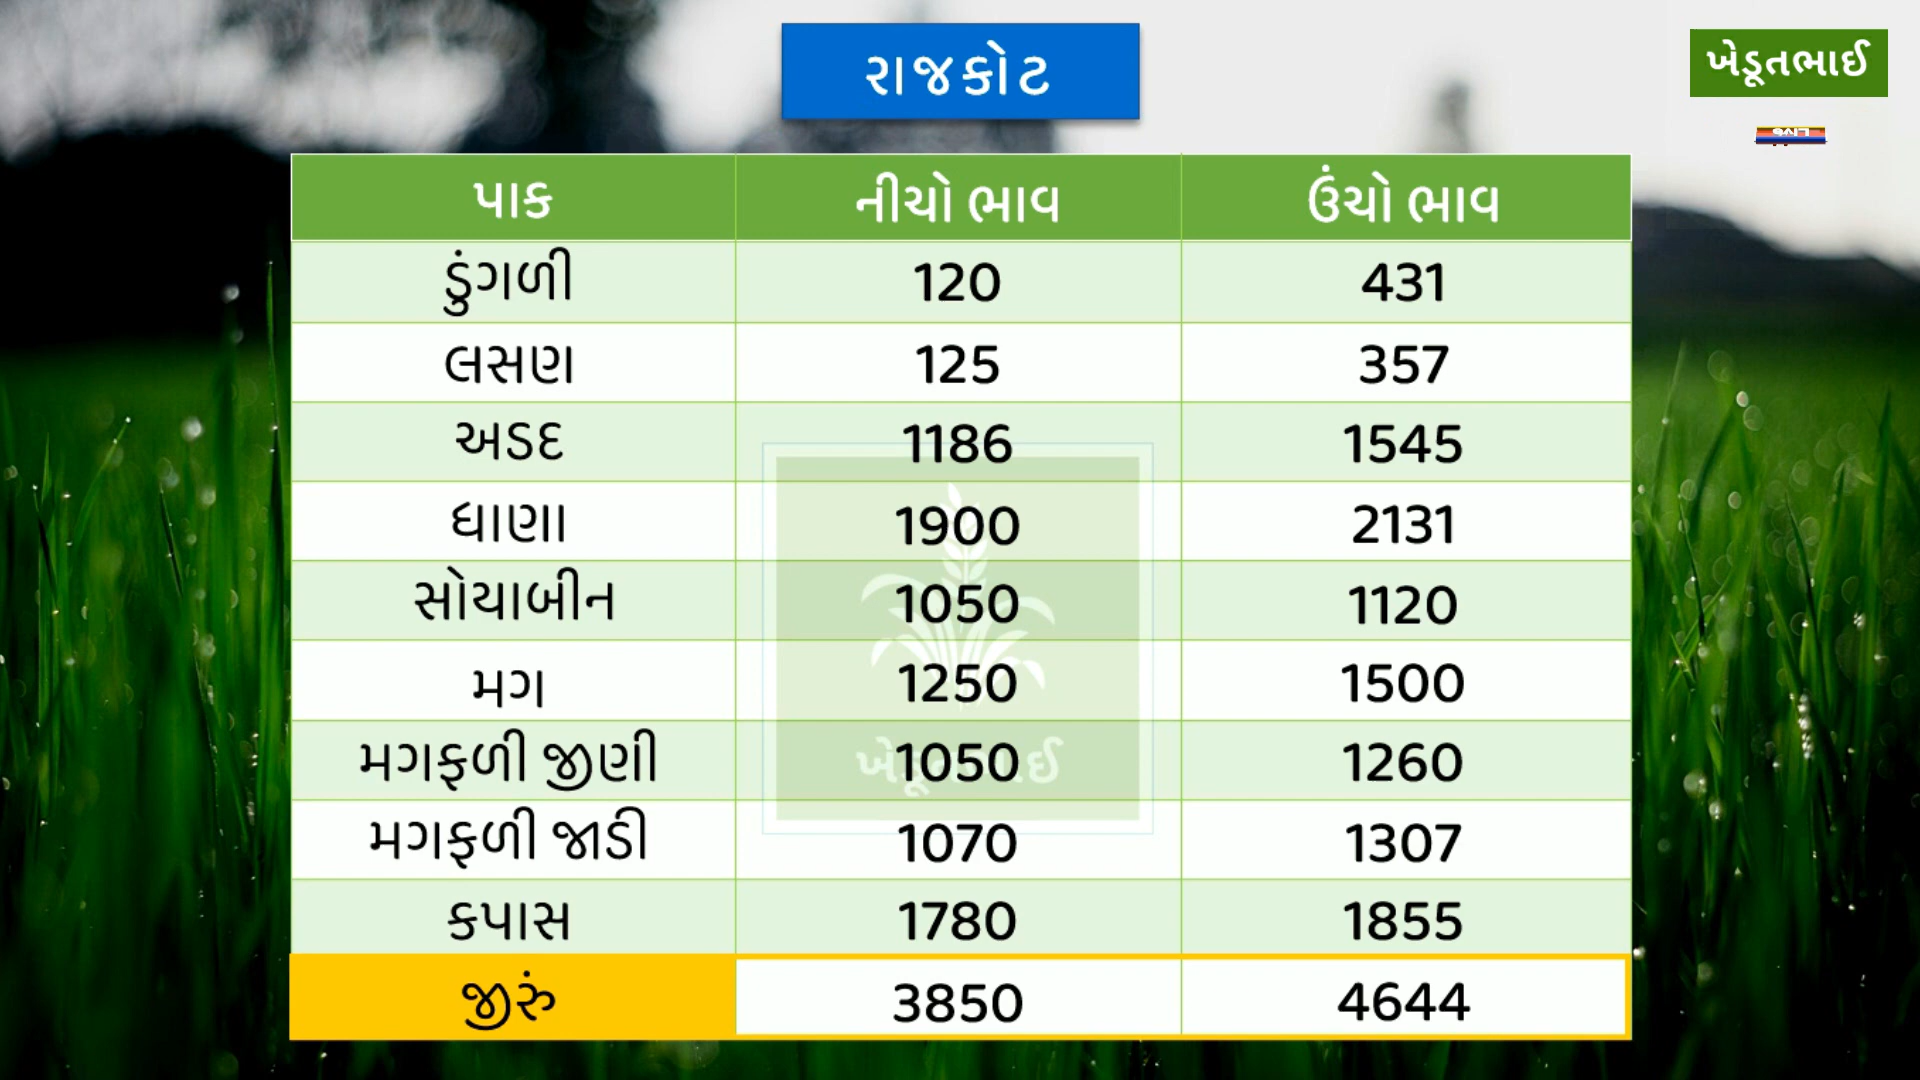 રાજકોટ
ખેડૂતભાઈ
પાક નીચો ભાવ ઉંચો ભાવ
ડુંગળી 120 431
લસણ 125 357
અડદ 1186 1545
ધાણા 1900 2131
સોયાબીન 1050 1120
મગ 1250 1500
મગફળી જીણી 1050 1260
મગફળી જાડી 1070 1307
કપાસ 1780 1855
જીરું 3850 4644